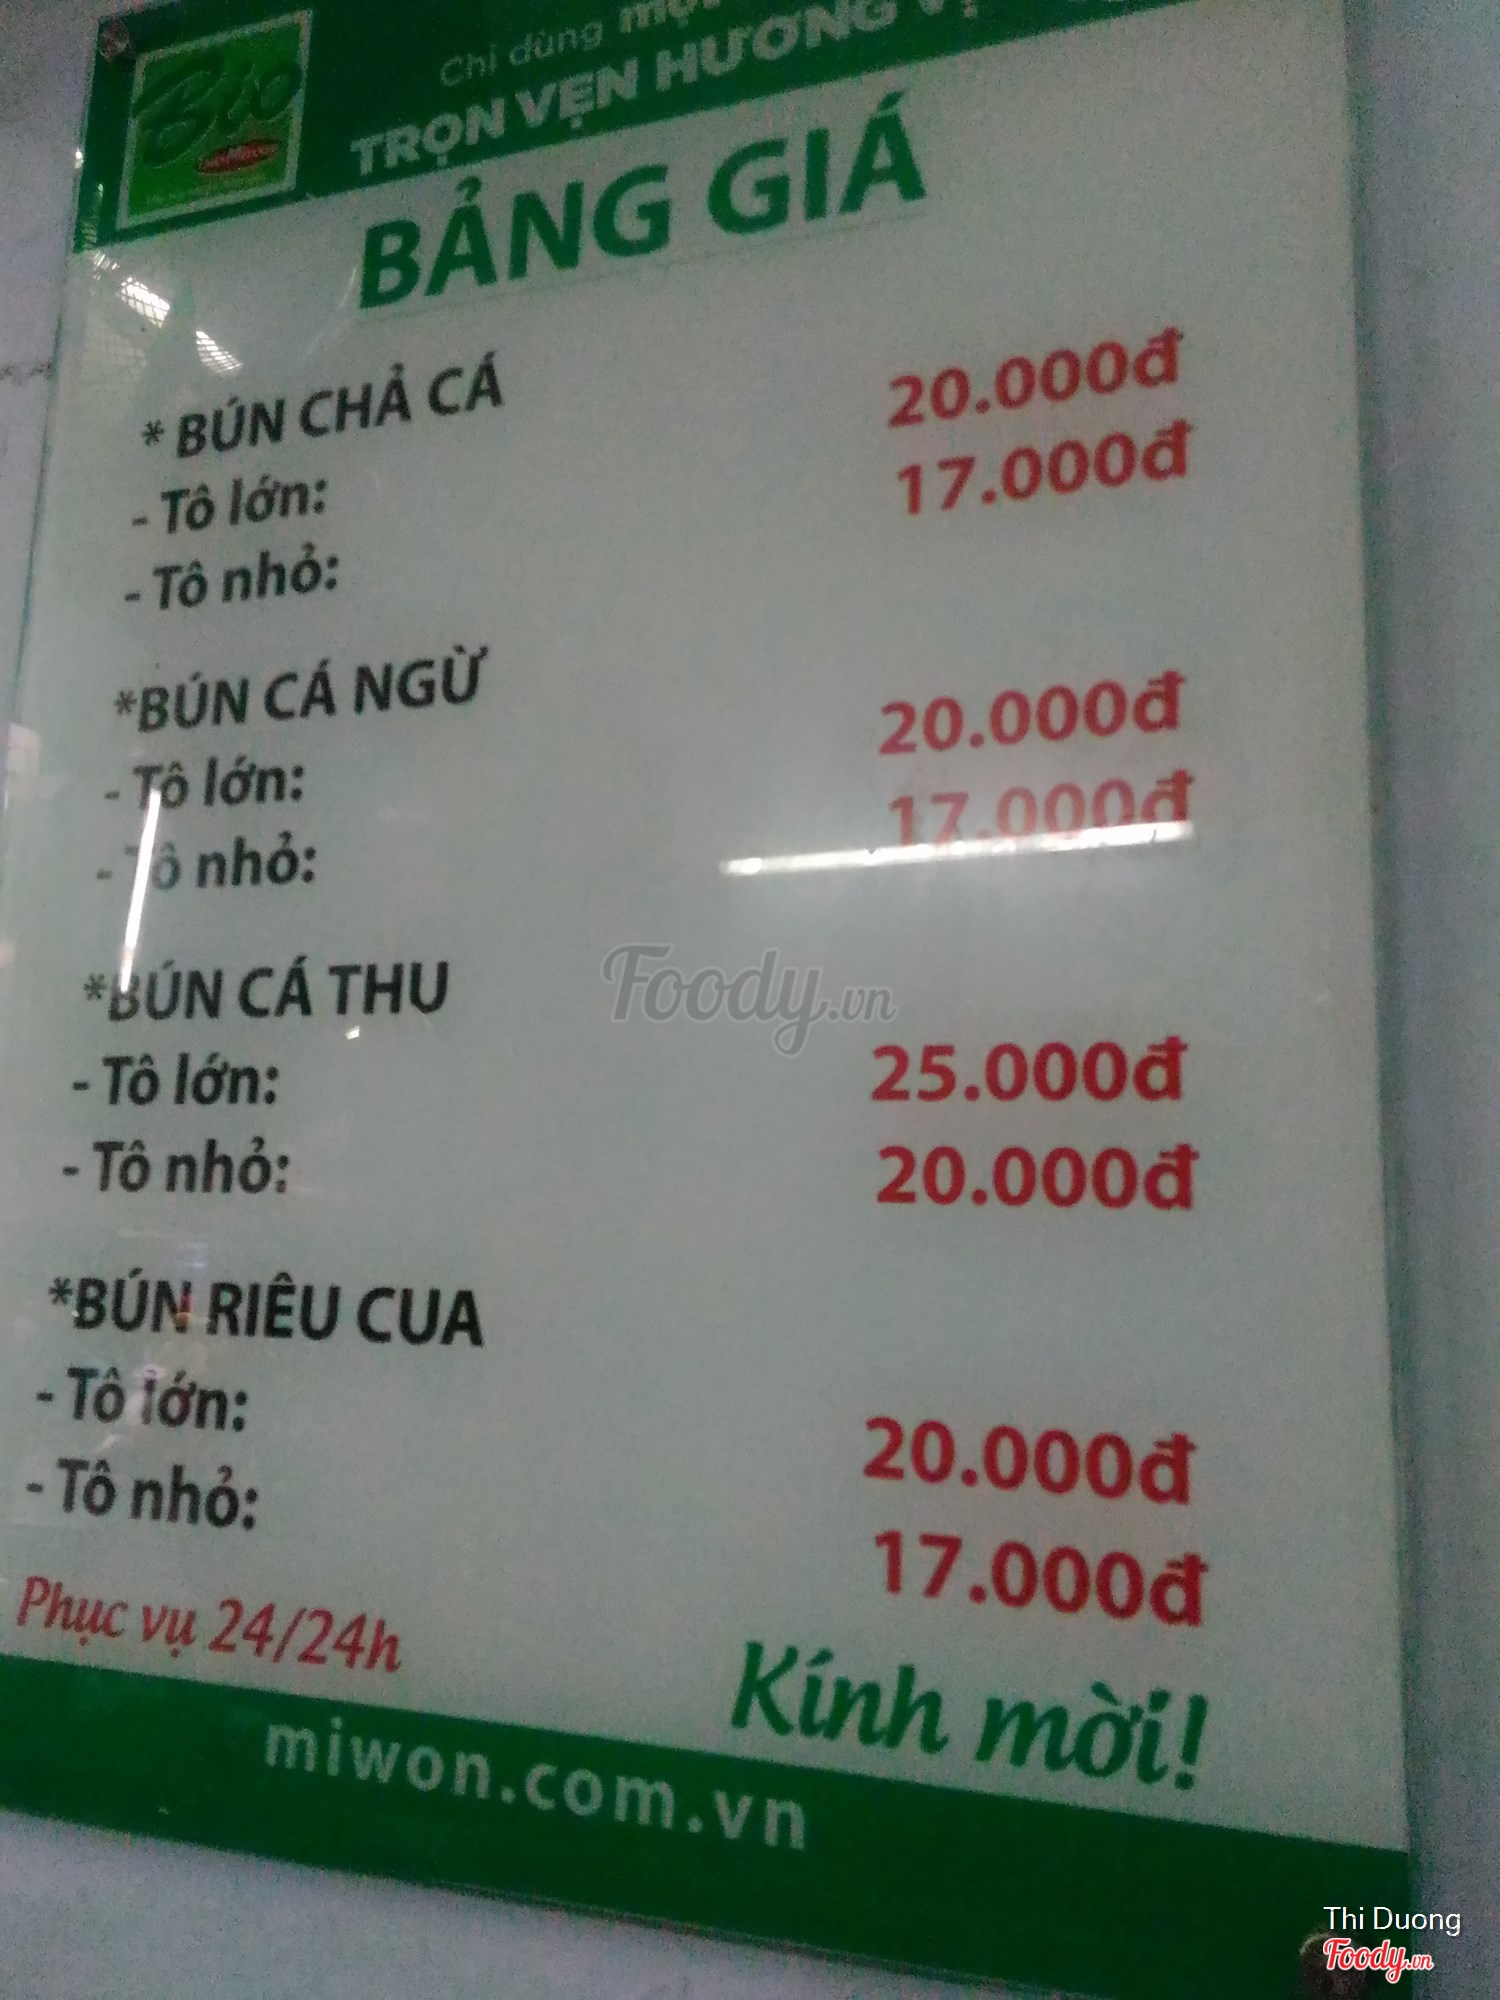 Bio
Chỉ dùng
TRỌN VẸN HƯƠNG VỊ
BẢNG GIÁ
* BÚN CHẢ CÁ
- Tô lớn: 20.000đ
- Tô nhỏ: 17.000đ
*BÚN CÁ NGỪ
- Tô lớn: 20.000đ
- Tô nhỏ: 17.000đ
*BÚN CÁ THU
- Tô lớn: 25.000đ
- Tô nhỏ: 20.000đ
*BÚN RIÊU CUA
- Tô lớn: 20.000đ
- Tô nhỏ: 17.000đ
Phục vụ 24/24h
Kính mời!
miwon.com.vn
Foody.vn
Thi Duong
Foody.vn